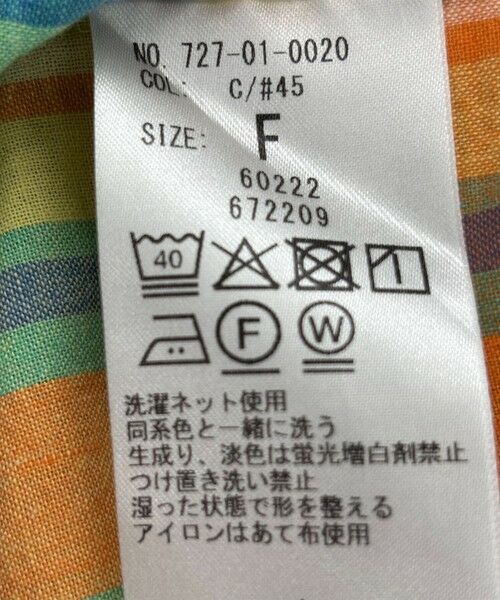 NO. 727-01-0020
COL: C/#45
SIZE: F
60222
672209
40
F W
洗濯ネット使用
同系色と一緒に洗う
生成り、淡色は蛍光増白剤禁止
つけ置き洗い禁止
湿った状態で形を整える
アイロンはあて布使用